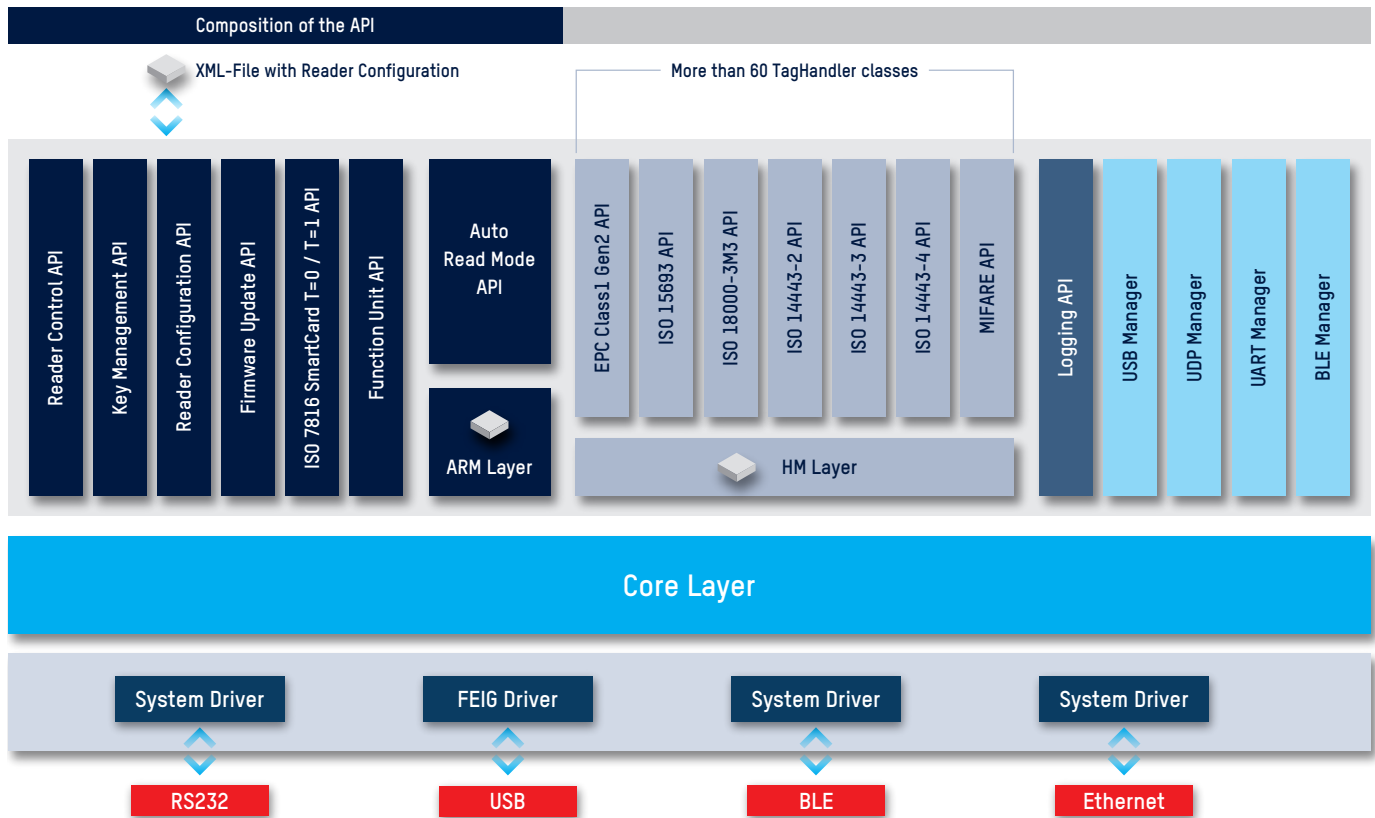 Composition of the API
XML-File with Reader Configuration
More than 60 TagHandler classes
Reader Control API
Key Management API
Reader Configuration API
Firmware Update API
ISO 7816 SmartCard T=0 / T=1 API
Function Unit API
Auto
Read Mode
API
ARM Layer
EPC Class1 Gen2 API
ISO 15693 API
ISO 18000-3M3 API
ISO 14443-2 API
ISO 14443-3 API
ISO 14443-4 API
MIFARE API
HM Layer
Logging API
USB Manager
UDP Manager
UART Manager
BLE Manager
Core Layer
System Driver
FEIG Driver
System Driver
System Driver
RS232
USB
BLE
Ethernet